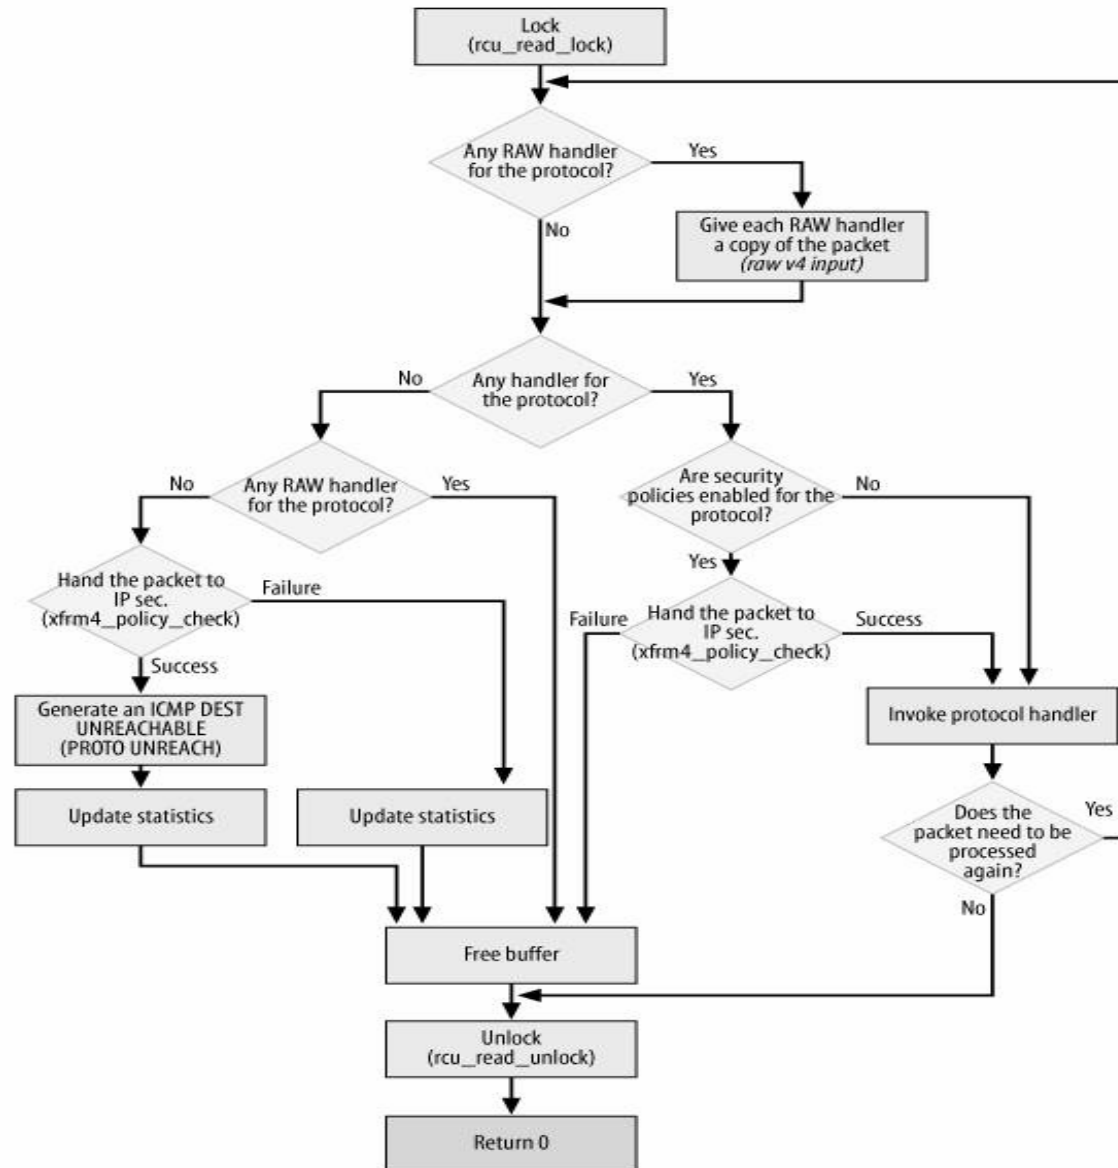 Lock
(rcu_read_lock)
Any RAW handler
for the protocol?
Yes
No
Give each RAW handler
a copy of the packet
(raw v4 input)
No
Any handler for
the protocol?
Yes
No
Any RAW handler
for the protocol?
Yes
Are security
policies enabled for the
protocol?
No
Yes
Hand the packet to
IP sec.
(xfrm4_policy_check)
Failure
Success
Failure
Hand the packet to
IP sec.
(xfrm4_policy_check)
Success
Generate an ICMP DEST
UNREACHABLE
(PROTO UNREACH)
Invoke protocol handler
Update statistics
Update statistics
Does the
packet need to be
processed
again?
Yes
No
Free buffer
Unlock
(rcu_read_unlock)
Return 0